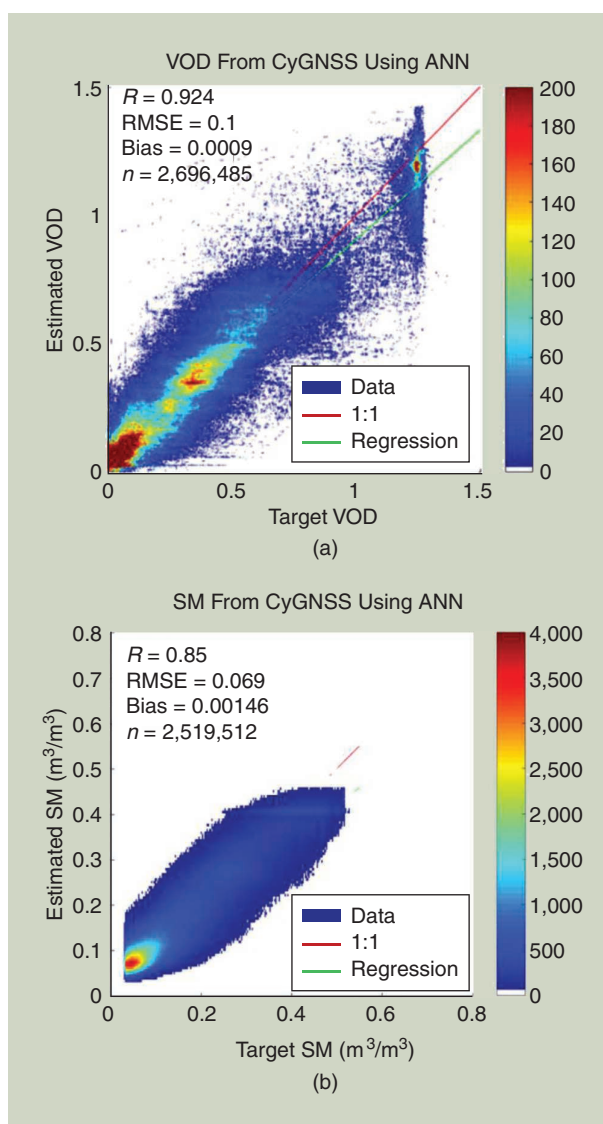 VOD From CyGNSS Using ANN
R = 0.924
RMSE = 0.1
Bias = 0.0009
n = 2,696,485
1.5
1
0.5
0
Estimated VOD
0
0.5
1
1.5
Target VOD
Data
1:1
Regression
200
180
160
140
120
100
80
60
40
20
0
(a)
SM From CyGNSS Using ANN
R = 0.85
RMSE = 0.069
Bias = 0.00146
n = 2,519,512
0.8
0.7
0.6
0.5
0.4
0.3
0.2
0.1
0
Estimated SM (m³/m³)
0.2
0.4
0.6
0.8
Target SM (m³/m³)
Data
1:1
Regression
4,000
3,500
3,000
2,500
2,000
1,500
1,000
500
0
(b)